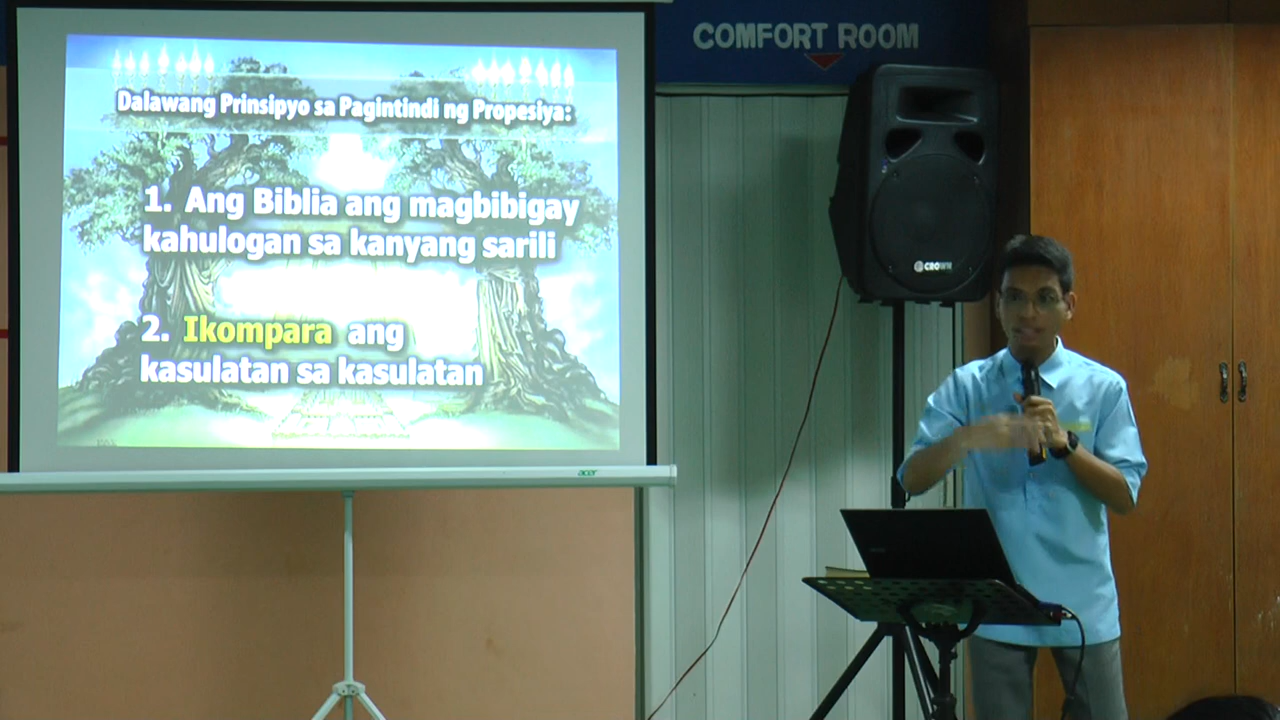 COMFORT ROOM
Dalawang Prinsipyo sa Pagintindi ng Propesiya:
1. Ang Biblia ang magbibigay
kahulogan sa kanyang sarili
2. Ikompara ang
kasulatan sa kasulatan
acer
CROWN